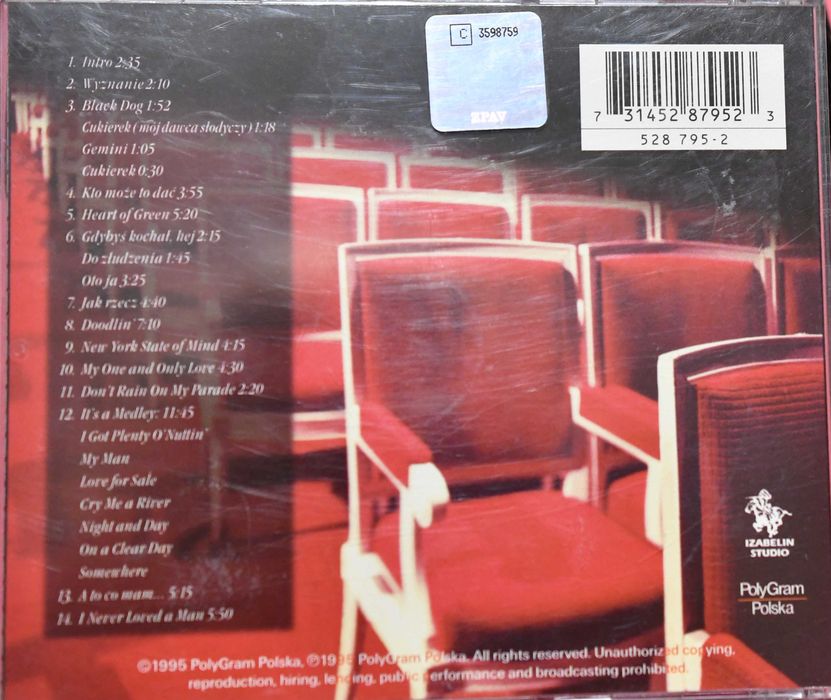 C 3598759
ZPAV
7 31452 87952 3
528 795-2
1. Intro 2:35
2. Wyznanie 2:10
3. Black Dog 1:52
Cukierek (mój dawca słodyczy) 1:18
Gemini 1:05
Cukierek 0:30
4. Kto może to dać 3:55
5. Heart of Green 5:20
6. Gdybyś kochał, hej 2:15
Do złudzenia 1:45
Oto ja 3:25
7. Jak rzecz 4:40
8. Doodlin' 7:10
9. New York State of Mind 4:15
10. My One and Only Love 4:30
11. Don't Rain On My Parade 2:20
12. It's a Medley: 11:45
I Got Plenty O'Nuttin'
My Man
Love for Sale
Cry Me a River
Night and Day
On a Clear Day
Somewhere
13. A to co mam... 5:15
14. I Never Loved a Man 5:50
IZABELIN
STUDIO
PolyGram
Polska
©1995 PolyGram Polska, ℗1995 PolyGram Polska. All rights reserved. Unauthorized copying,
reproduction, hiring, lending, public performance and broadcasting prohibited.